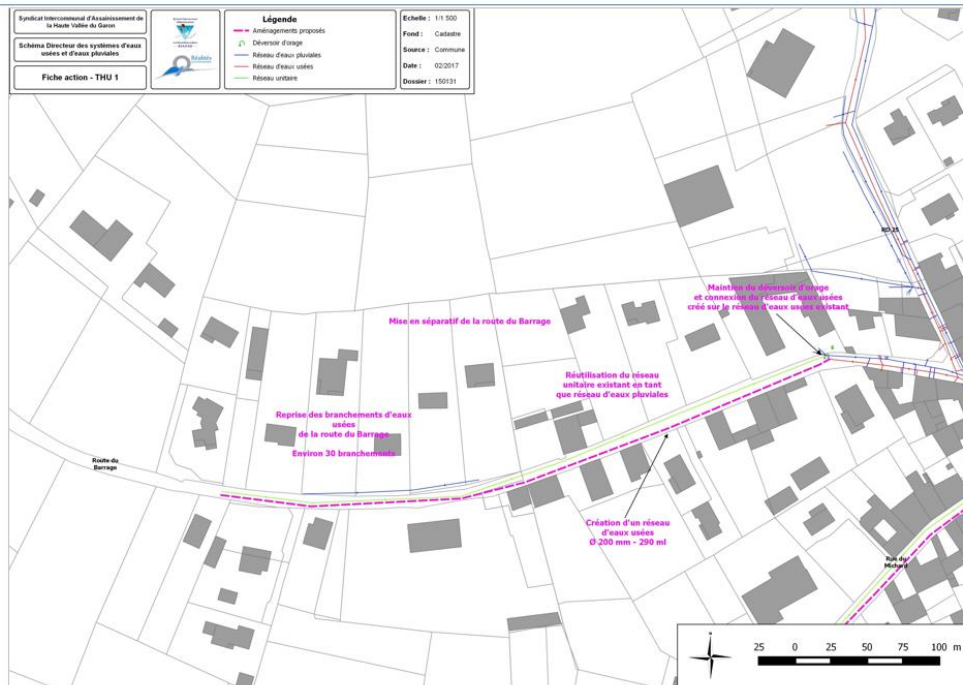 Syndicat Intercommunal d'Assainissement de
la Haute Vallée du Garon
Schéma Directeur des systèmes d'eaux
usées et d'eaux pluviales
Fiche action - THU 1
Réalités
Légende
Aménagements proposés
Déversoir d'orage
Réseau d'eaux pluviales
Réseau d'eaux usées
Réseau unitaire
Echelle : 1/1 500
Fond : Cadastre
Source : Commune
Date : 02/2017
Dossier : 150131
RD 25
Maintien du déversoir d'orage
et connexion du réseau d'eaux usées
créé sur le réseau d'eaux usées existant
Mise en séparatif de la route du Barrage
Réutilisation du réseau
unitaire existant en tant
que réseau d'eaux pluviales
Reprise des branchements d'eaux
usées
de la route du Barrage
Environ 30 branchements
Route du
Barrage
Création d'un réseau
d'eaux usées
Ø 200 mm - 290 ml
Rue du
Michard
25 0 25 50 75 100 m